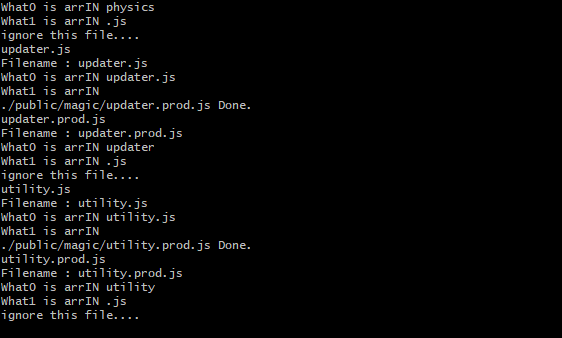 What0 is arrIN physics
What1 is arrIN .js
ignore this file....
updater.js
Filename : updater.js
What0 is arrIN updater.js
What1 is arrIN
./public/magic/updater.prod.js Done.
updater.prod.js
Filename : updater.prod.js
What0 is arrIN updater
What1 is arrIN .js
ignore this file....
utility.js
Filename : utility.js
What0 is arrIN utility.js
What1 is arrIN
./public/magic/utility.prod.js Done.
utility.prod.js
Filename : utility.prod.js
What0 is arrIN utility
What1 is arrIN .js
ignore this file....